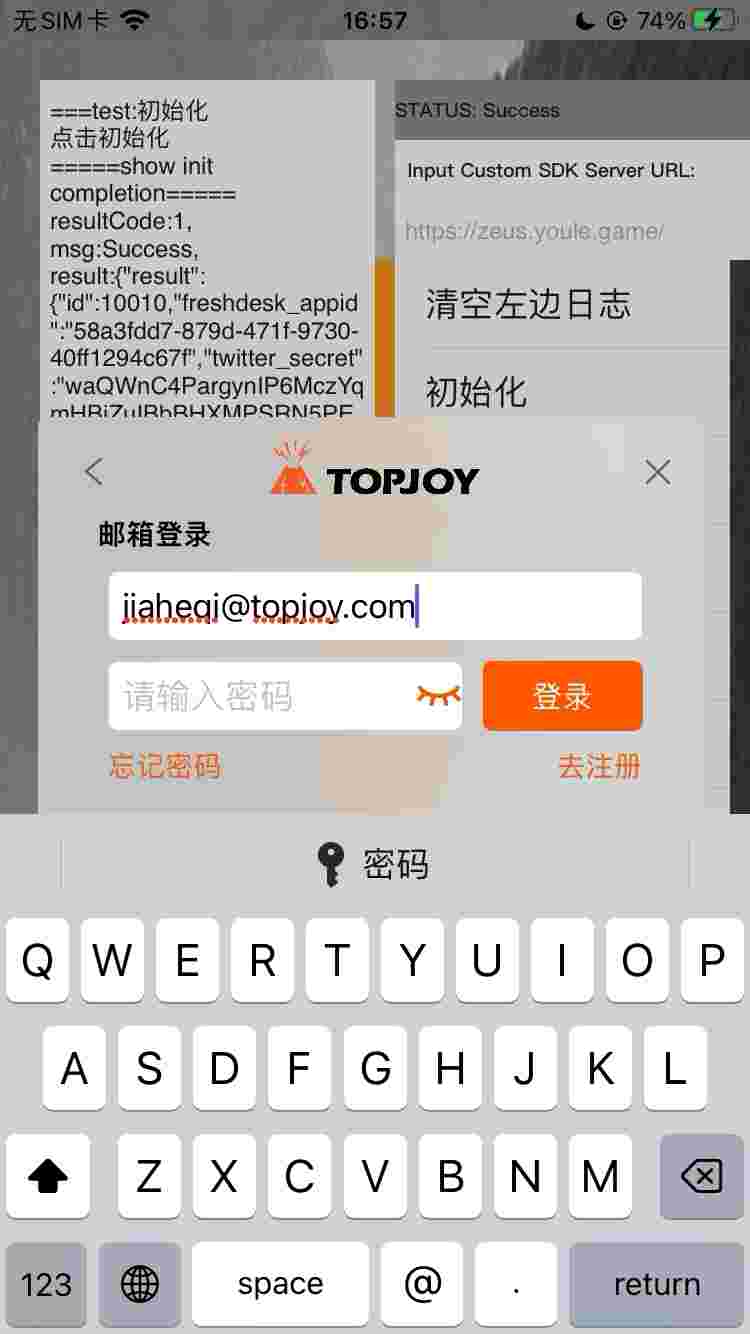 无SIM卡
16:57
74%
===test:初始化
点击初始化
=====show init
completion=====
resultCode:1,
msg:Success,
result:{"result":
{"id":10010,"freshdesk_appid
":"58a3fdd7-879d-471f-9730-
40ff1294c67f","twitter_secret"
:"waQWnC4PargynIP6MczYq
STATUS: Success
Input Custom SDK Server URL:
https://zeus.youle.game/
清空左边日志
初始化
TOPJOY
邮箱登录
jiaheqi@topjoy.com
请输入密码
登录
忘记密码
去注册
密码
Q W E R T Y U I O P
A S D F G H J K L
Z X C V B N M
123
space
@
.
return